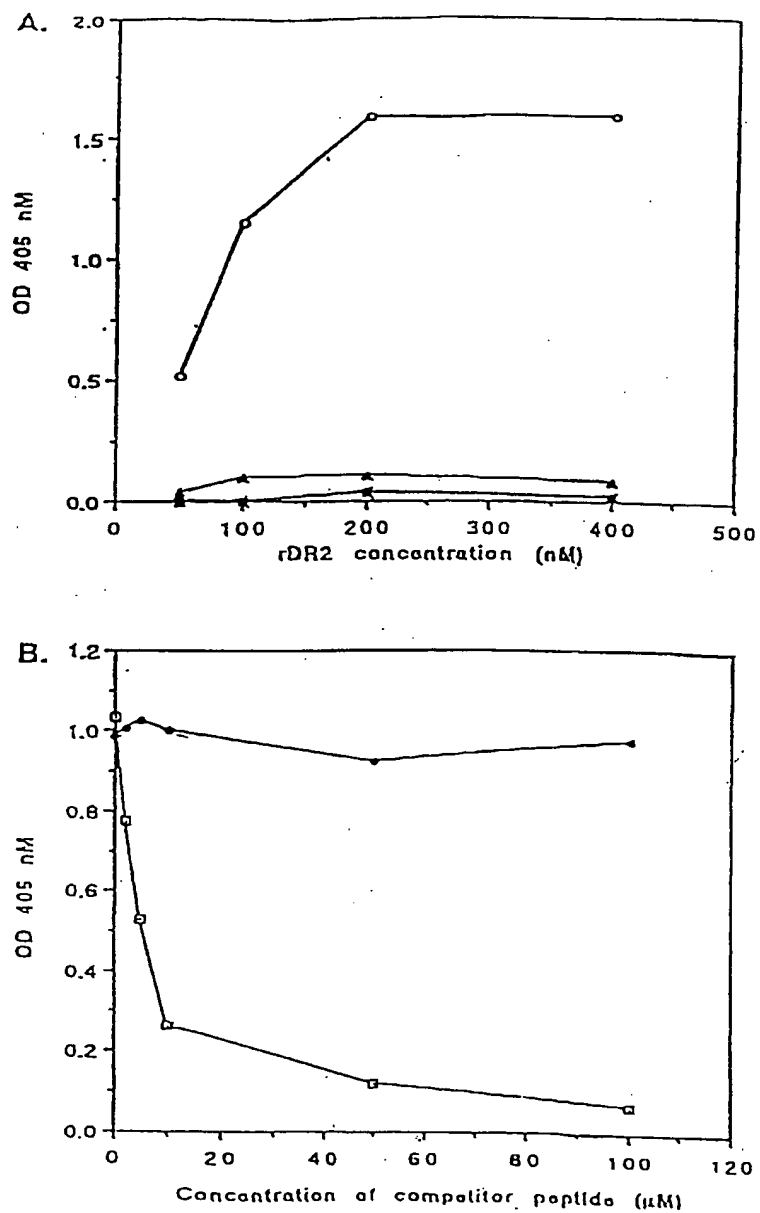 A.
2.0
1.5
1.0
0.5
0.0
OD 405 nM
0 100 200 300 400 500
rDR2 concentration (nM)
B.
1.2
1.0
0.8
0.6
0.4
0.2
0.0
OD 405 nM
0 20 40 60 80 100 120
Concentration of competitor peptide (µM)